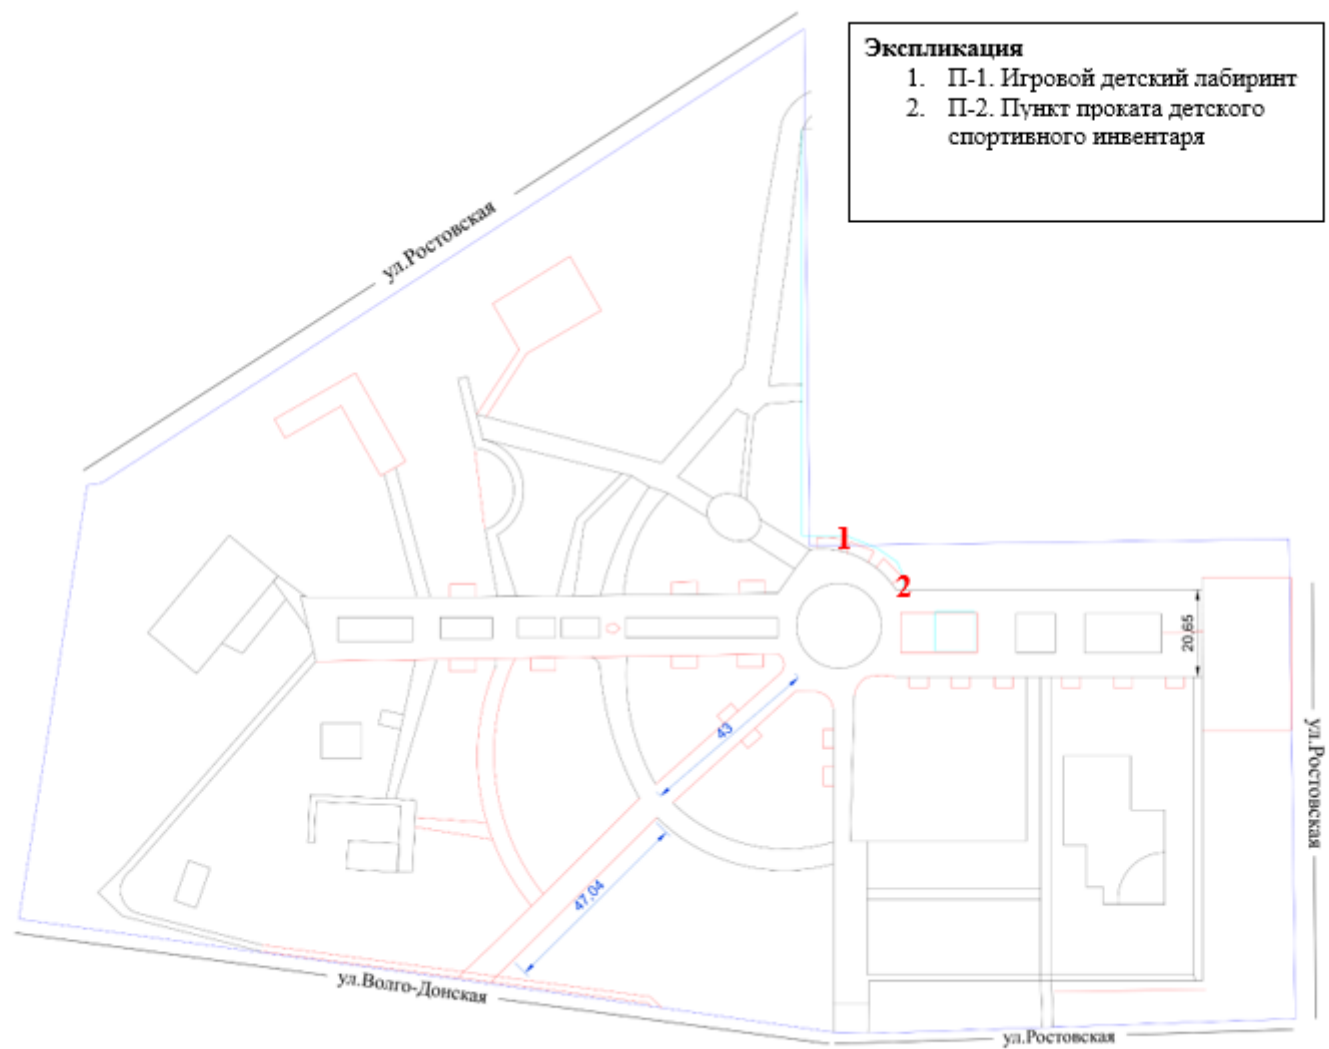 Экспликация
1. П-1. Игровой детский лабиринт
2. П-2. Пункт проката детского
спортивного инвентаря
ул.Ростовская
1
2
20,65
43
47,04
ул.Ростовская
ул.Волго-Донская
ул.Ростовская